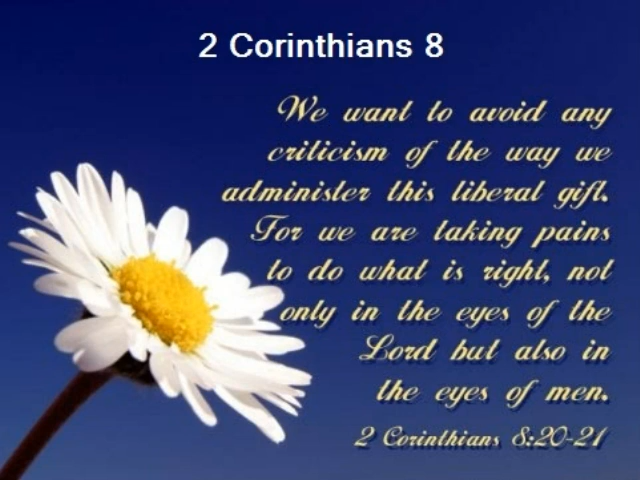 2 Corinthians 8
We want to avoid any
criticism of the way we
administer this liberal gift.
For we are taking pains
to do what is right, not
only in the eyes of the
Lord but also in
the eyes of men.
2 Corinthians 8:20-21